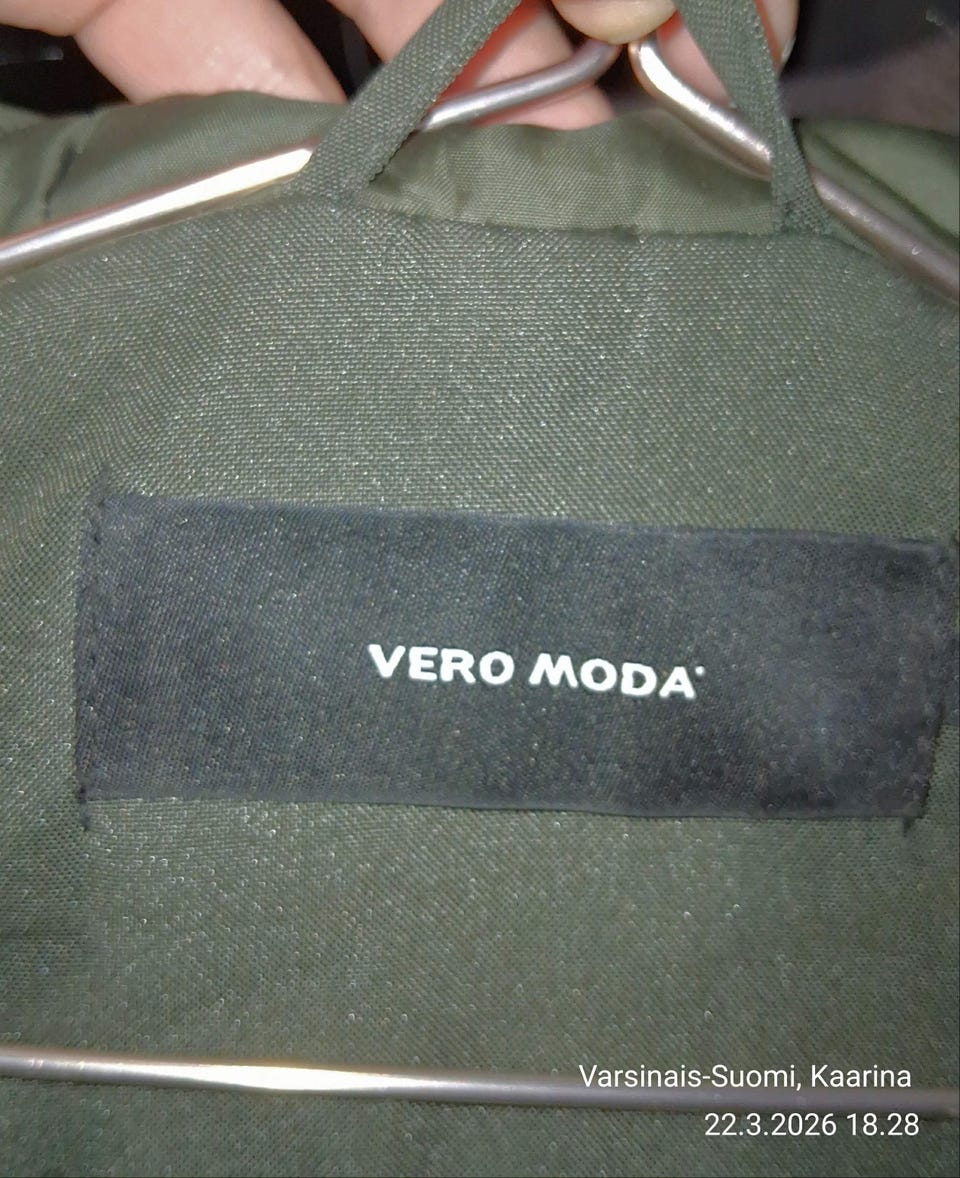 VERO MODA
Varsinais-Suomi, Kaarina
22.3.2026 18.28